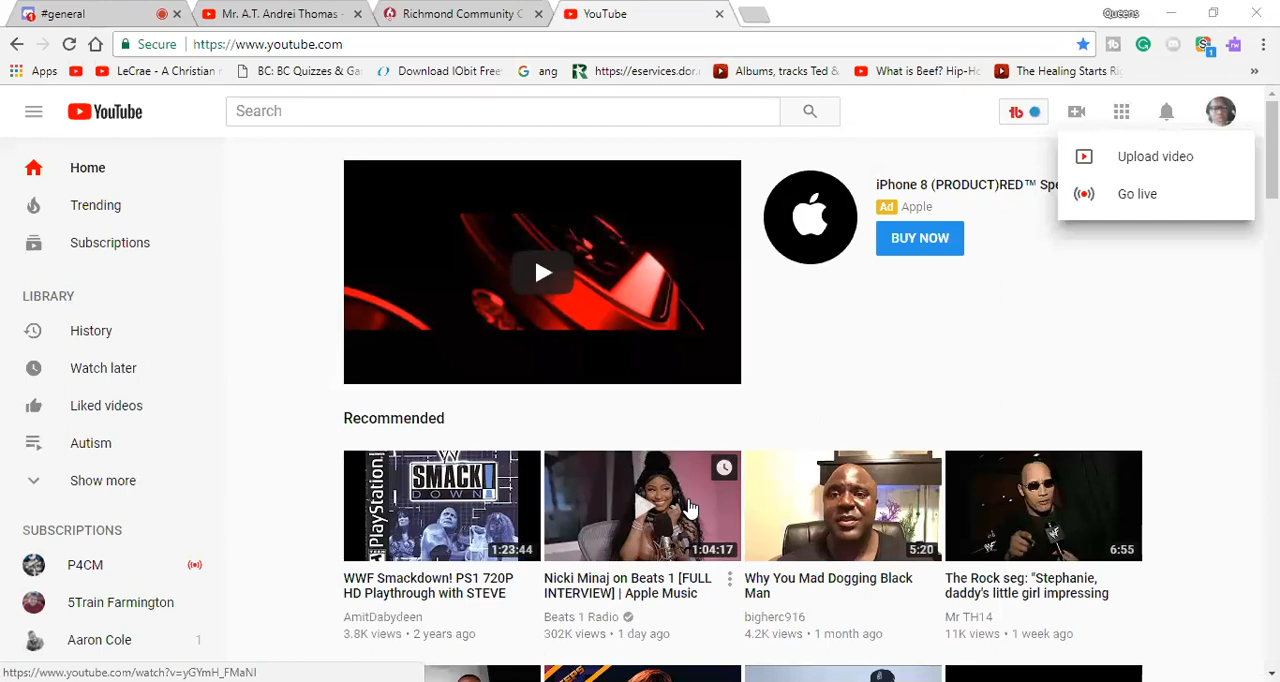 #general
Mr. A.T. Andrei Thomas -
Richmond Community C
YouTube
Queens
Secure
https://www.youtube.com
Apps
LeCrae - A Christian r
BC: BC Quizzes & Ga
Download IObit Free
ang
https://eservices.dor.
Albums, tracks Ted &
What is Beef? Hip-Ho
The Healing Starts Rig
»
YouTube
Search
Upload video
Go live
Home
Trending
Subscriptions
LIBRARY
History
Watch later
Liked videos
Autism
Show more
SUBSCRIPTIONS
P4CM
5Train Farmington
Aaron Cole 1
iPhone 8 (PRODUCT)RED™ Spe
Ad Apple
BUY NOW
Recommended
PlayStation
SMACK!
DOWN
1:23:44
1:04:17
5:20
6:55
WWF Smackdown! PS1 720P
HD Playthrough with STEVE
AmitDabydeen
3.8K views • 2 years ago
Nicki Minaj on Beats 1 [FULL
INTERVIEW] | Apple Music
Beats 1 Radio
302K views • 1 day ago
Why You Mad Dogging Black
Man
bigherc916
4.2K views • 1 month ago
The Rock seg: "Stephanie,
daddy's little girl impressing
Mr TH14
11K views • 1 week ago
https://www.youtube.com/watch?v=yGYmH_FMaNI